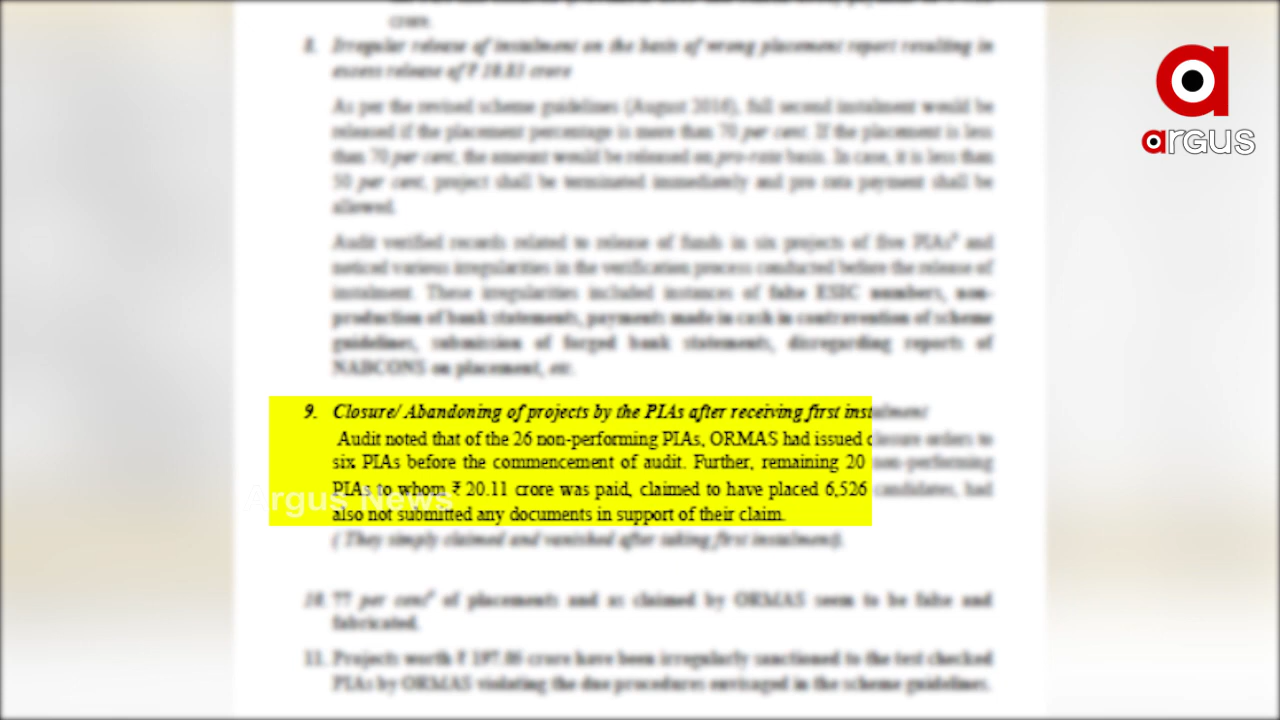 crore.
8. Irregular release of instalment on the basis of wrong placement report resulting in
excess release of ₹ 10.83 crore
As per the revised scheme guidelines (August 2016), full second instalment would be
released if the placement percentage is more than 70 per cent. If the placement is less
than 70 per cent, the amount would be released on pro-rate basis. In case, it is less than
50 per cent, project shall be terminated immediately and pro rata payment shall be
allowed.
Audit verified records related to release of funds in six projects of five PIAs and
noticed various irregularities in the verification process conducted before the release of
instalment. These irregularities included instances of fake ESIC numbers, non-
production of bank statements, payments made in cash in contravention of scheme
guidelines, submission of forged bank statements, disregarding reports of
NABCONS on placement, etc.
9. Closure/ Abandoning of projects by the PIAs after receiving first instalment
Audit noted that of the 26 non-performing PIAs, ORMAS had issued closure orders to
six PIAs before the commencement of audit. Further, remaining 20 non-performing
PIAs to whom ₹ 20.11 crore was paid, claimed to have placed 6,526 candidates, had
also not submitted any documents in support of their claim.
( They simply claimed and vanished after taking first instalment).
10. 77 per cent of placements and as claimed by ORMAS seem to be false and
fabricated.
11. Projects worth ₹ 197.86 crore have been irregularly sanctioned to the test checked
PIAs by ORMAS violating the due procedures envisaged in the scheme guidelines.
Argus News
argus